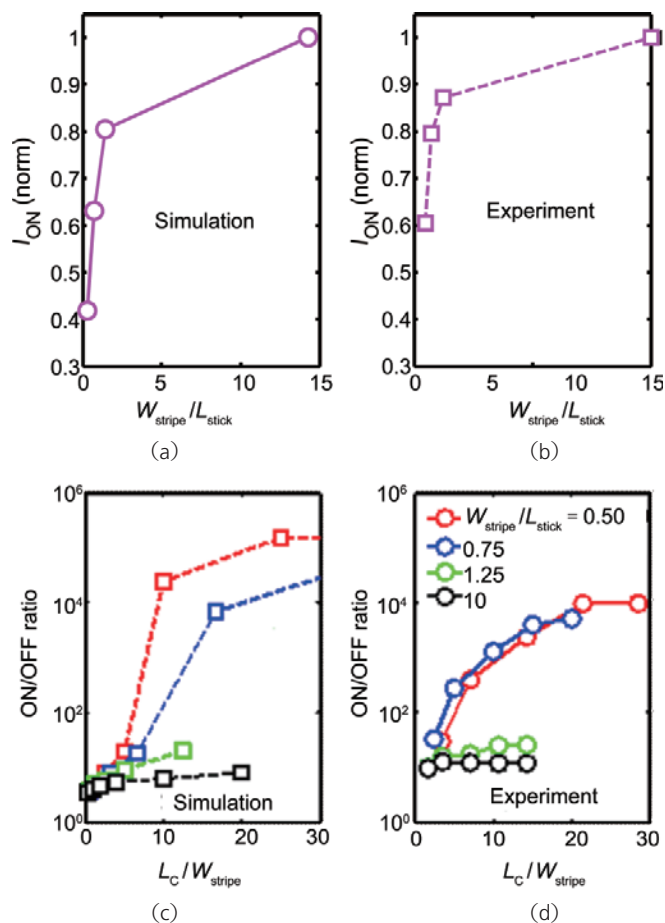 1
0.9
0.8
0.7
0.6
0.5
0.4
0.3
I_ON (norm)
Simulation
0 5 10 15
W_stripe/L_stick
(a)
1
0.9
0.8
0.7
0.6
0.5
0.4
0.3
I_ON (norm)
Experiment
0 5 10 15
W_stripe/L_stick
(b)
10^6
10^4
10^2
10^0
ON/OFF ratio
Simulation
0 10 20 30
L_C/W_stripe
(c)
10^6
10^4
10^2
10^0
ON/OFF ratio
W_stripe/L_stick = 0.50
0.75
1.25
10
Experiment
0 10 20 30
L_C/W_stripe
(d)